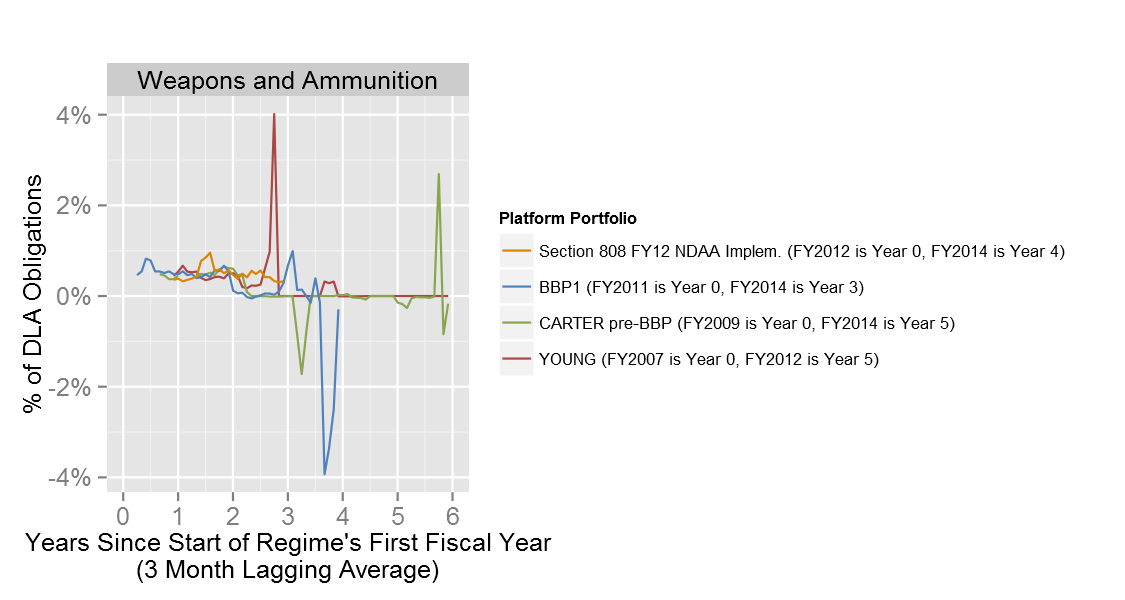 Weapons and Ammunition
4%
2%
0%
-2%
-4%
% of DLA Obligations
0 1 2 3 4 5 6
Years Since Start of Regime's First Fiscal Year
(3 Month Lagging Average)
Platform Portfolio
Section 808 FY12 NDAA Implem. (FY2012 is Year 0, FY2014 is Year 4)
BBP1 (FY2011 is Year 0, FY2014 is Year 3)
CARTER pre-BBP (FY2009 is Year 0, FY2014 is Year 5)
YOUNG (FY2007 is Year 0, FY2012 is Year 5)